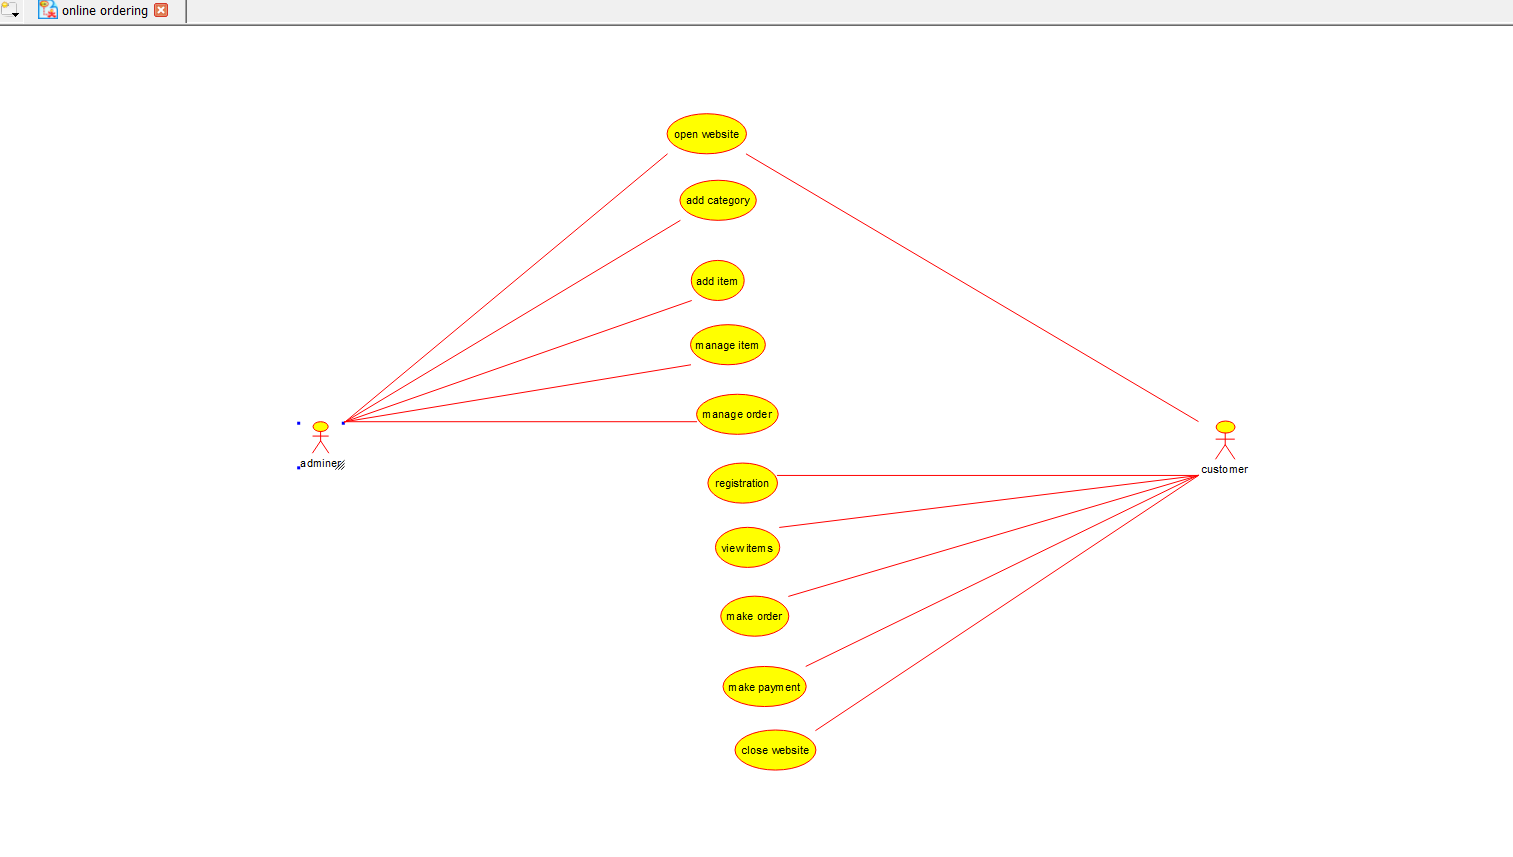 online ordering
open website
add category
add item
manage item
manage order
adminer
customer
registration
view items
make order
make payment
close website